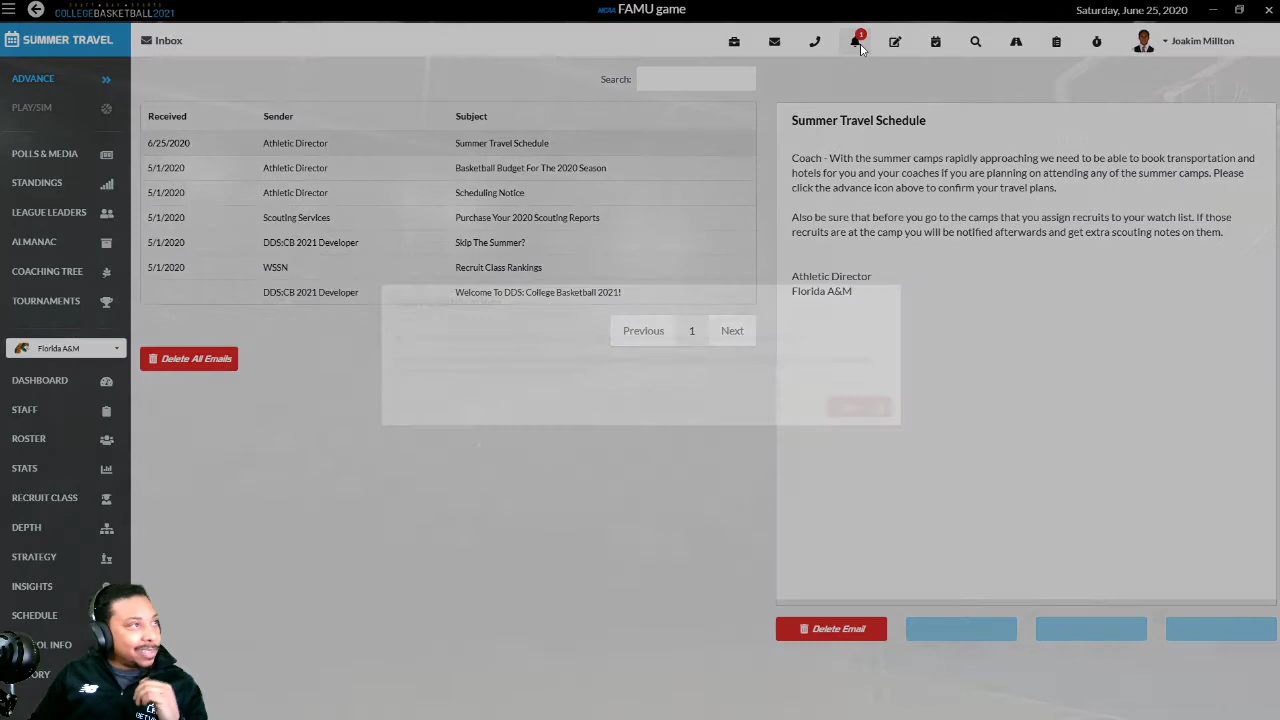 DRAFT DAY SPORTS
COLLEGEBASKETBALL2021
NCAA FAMU game
Saturday, June 25, 2020
SUMMER TRAVEL
Inbox
1
Joakim Millton
ADVANCE
PLAY/SIM
POLLS & MEDIA
STANDINGS
LEAGUE LEADERS
ALMANAC
COACHING TREE
TOURNAMENTS
Florida A&M
DASHBOARD
STAFF
ROSTER
STATS
RECRUIT CLASS
DEPTH
STRATEGY
INSIGHTS
SCHEDULE
OL INFO
ORY
Search:
Received Sender Subject
6/25/2020 Athletic Director Summer Travel Schedule
5/1/2020 Athletic Director Basketball Budget For The 2020 Season
5/1/2020 Athletic Director Scheduling Notice
5/1/2020 Scouting Services Purchase Your 2020 Scouting Reports
5/1/2020 DDS:CB 2021 Developer Skip The Summer?
5/1/2020 WSSN Recruit Class Rankings
DDS:CB 2021 Developer Welcome To DDS: College Basketball 2021!
Previous 1 Next
Delete All Emails
Summer Travel Schedule
Coach - With the summer camps rapidly approaching we need to be able to book transportation and
hotels for you and your coaches if you are planning on attending any of the summer camps. Please
click the advance icon above to confirm your travel plans.
Also be sure that before you go to the camps that you assign recruits to your watch list. If those
recruits are at the camp you will be notified afterwards and get extra scouting notes on them.
Athletic Director
Florida A&M
Delete Email